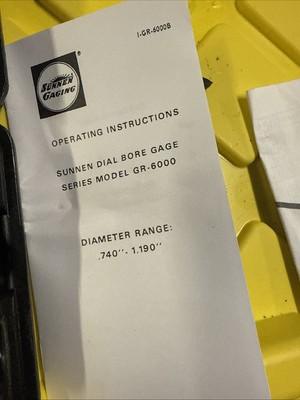 I-GR-6000B
SUNNEN
GAGING
®
OPERATING INSTRUCTIONS
SUNNEN DIAL BORE GAGE
SERIES MODEL GR-6000
DIAMETER RANGE:
.740"- 1.190"